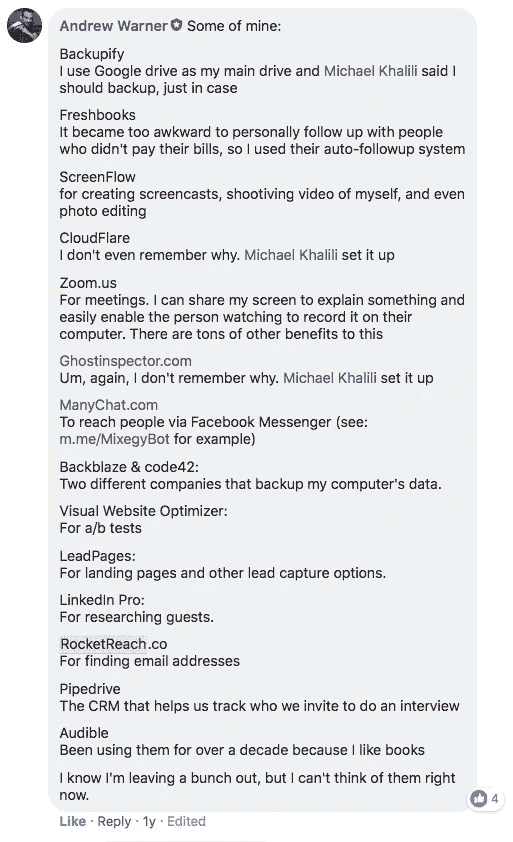 Andrew Warner Some of mine:
Backupify
I use Google drive as my main drive and Michael Khalili said I
should backup, just in case
Freshbooks
It became too awkward to personally follow up with people
who didn't pay their bills, so I used their auto-followup system
ScreenFlow
for creating screencasts, shootiving video of myself, and even
photo editing
CloudFlare
I don't even remember why. Michael Khalili set it up
Zoom.us
For meetings. I can share my screen to explain something and
easily enable the person watching to record it on their
computer. There are tons of other benefits to this
Ghostinspector.com
Um, again, I don't remember why. Michael Khalili set it up
ManyChat.com
To reach people via Facebook Messenger (see:
m.me/MixegyBot for example)
Backblaze & code42:
Two different companies that backup my computer's data.
Visual Website Optimizer:
For a/b tests
LeadPages:
For landing pages and other lead capture options.
LinkedIn Pro:
For researching guests.
RocketReach.co
For finding email addresses
Pipedrive
The CRM that helps us track who we invite to do an interview
Audible
Been using them for over a decade because I like books
I know I'm leaving a bunch out, but I can't think of them right
now.
4
Like · Reply · 1y · Edited